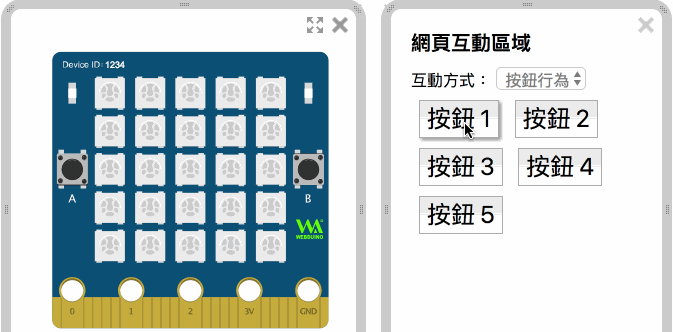 Device ID: 1234
A
B
WEBDUINO
0 1 2 3V GND
網頁互動區域
互動方式： 按鈕行為
按鈕 1 按鈕 2
按鈕 3 按鈕 4
按鈕 5